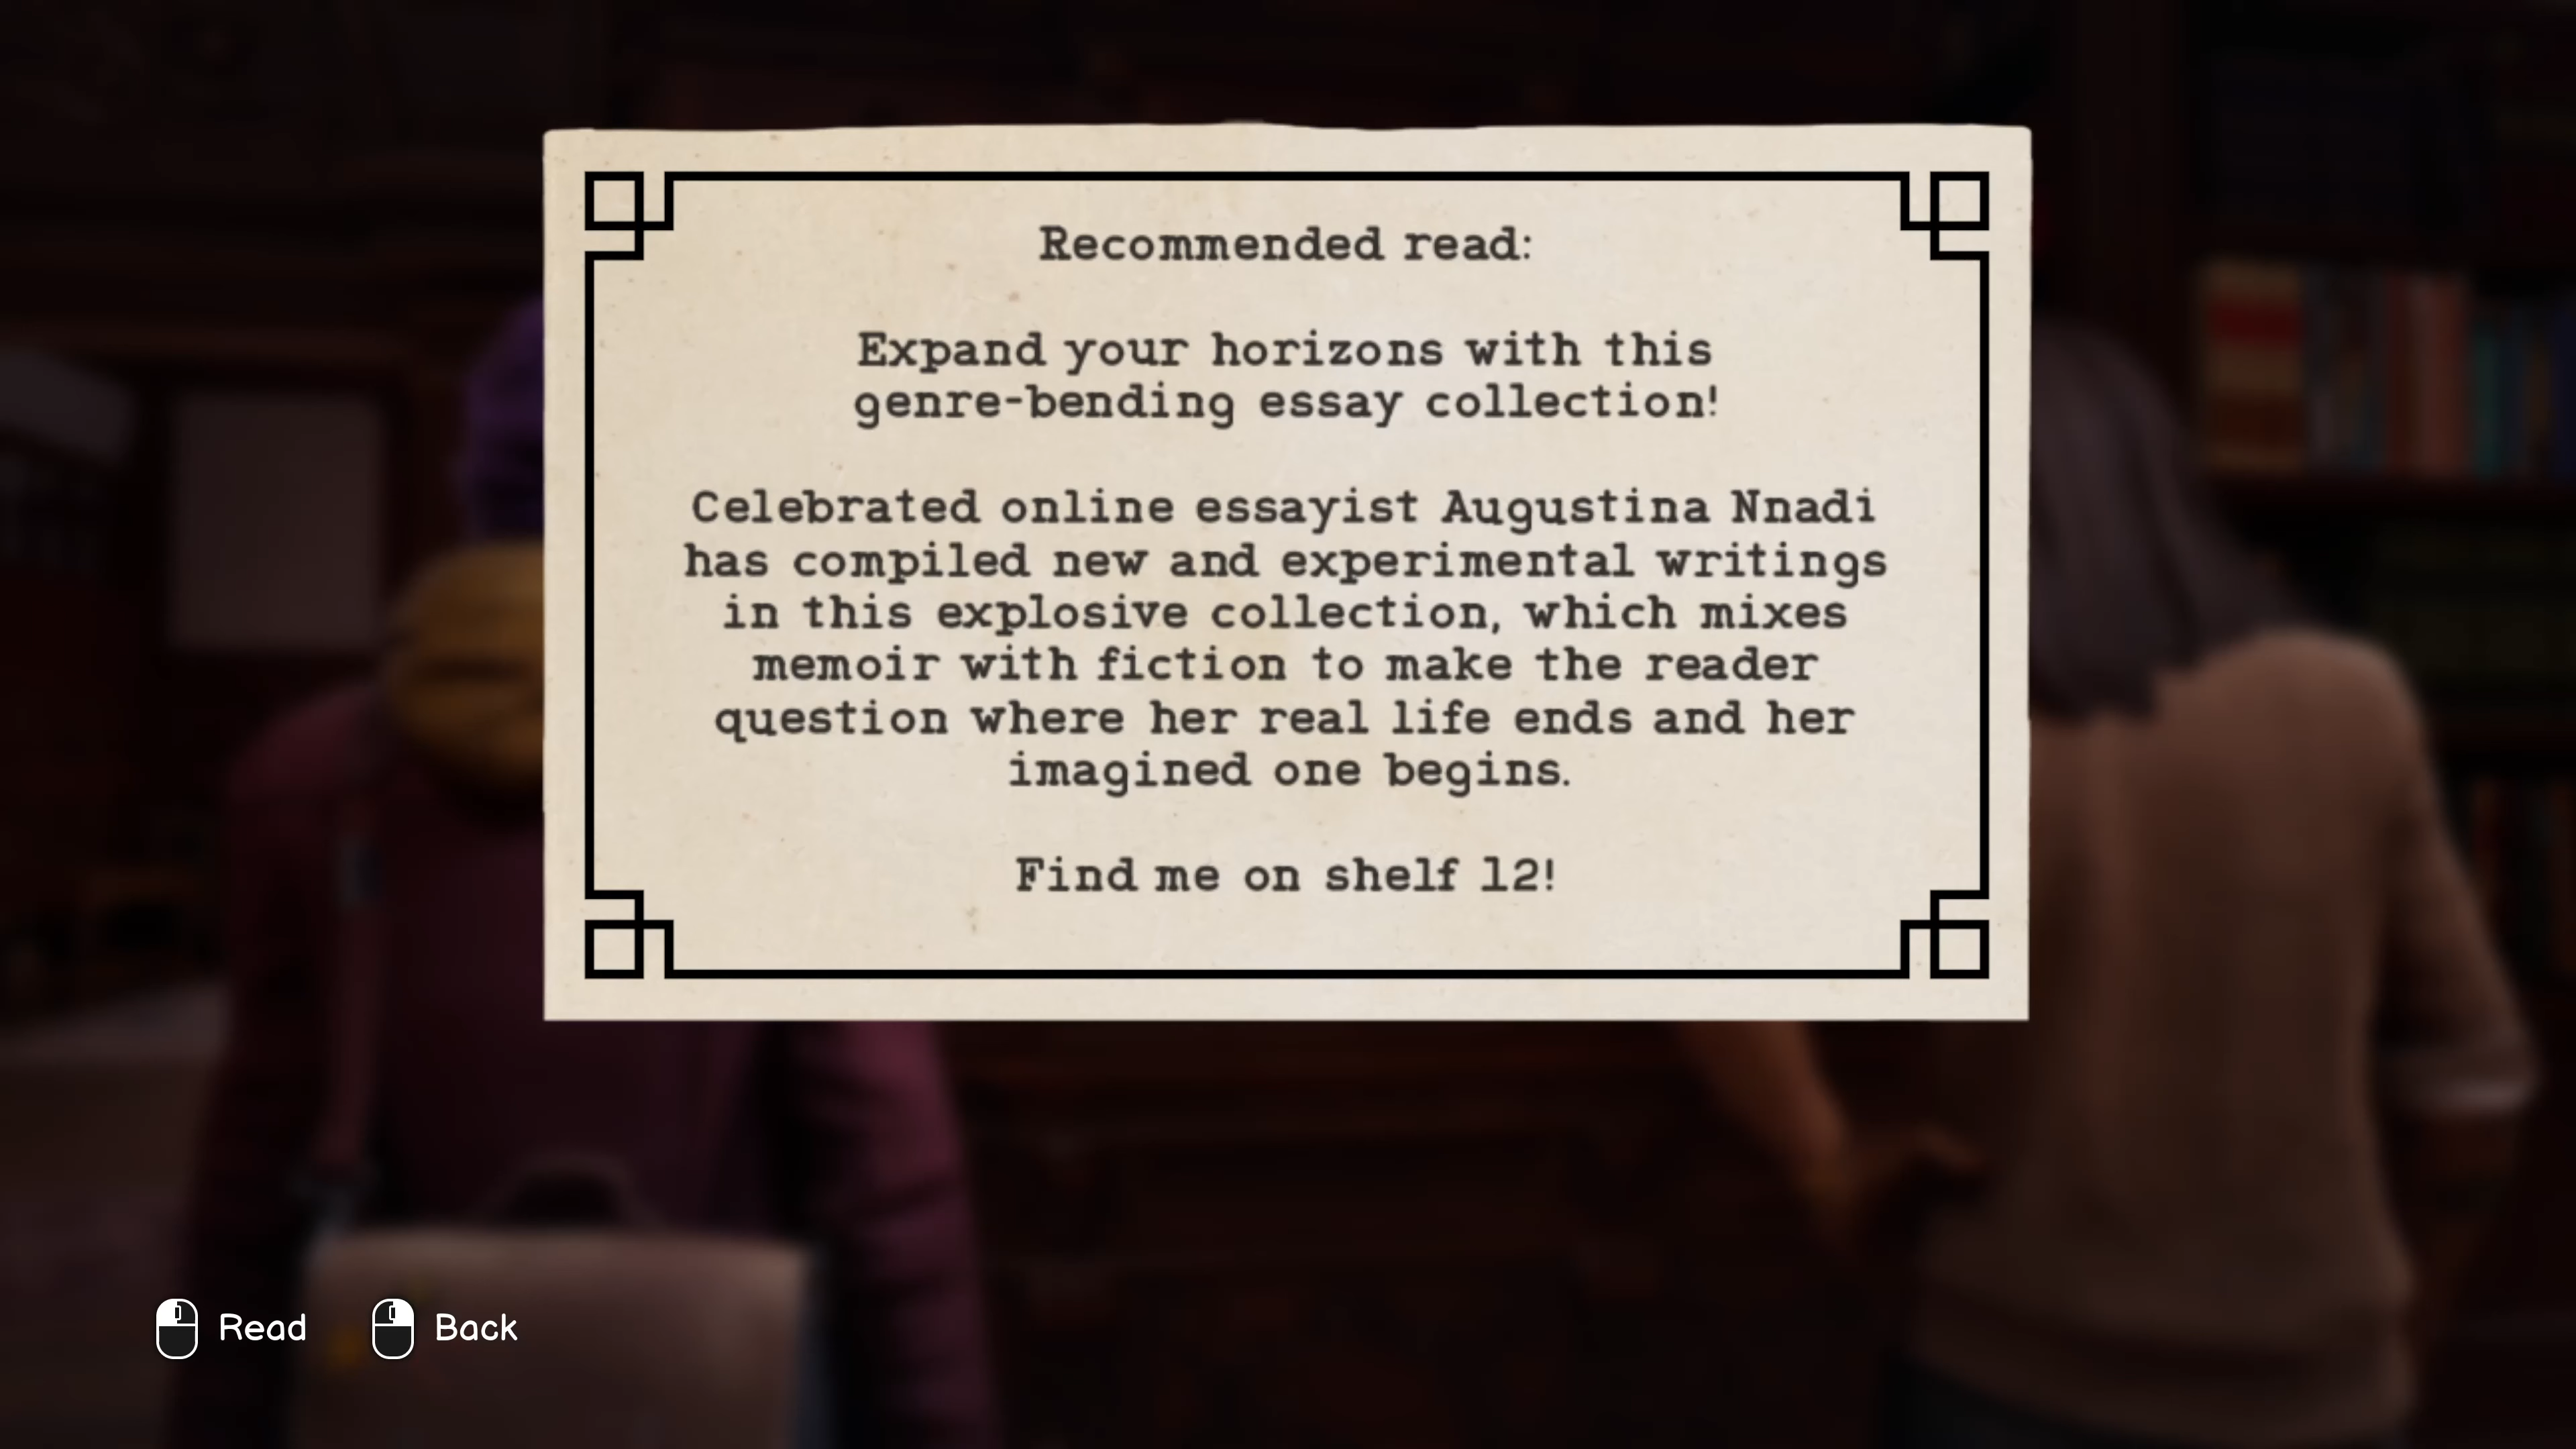 Recommended read:
Expand your horizons with this
genre-bending essay collection!
Celebrated online essayist Augustina Nnadi
has compiled new and experimental writings
in this explosive collection, which mixes
memoir with fiction to make the reader
question where her real life ends and her
imagined one begins.
Find me on shelf 12!
Read
Back